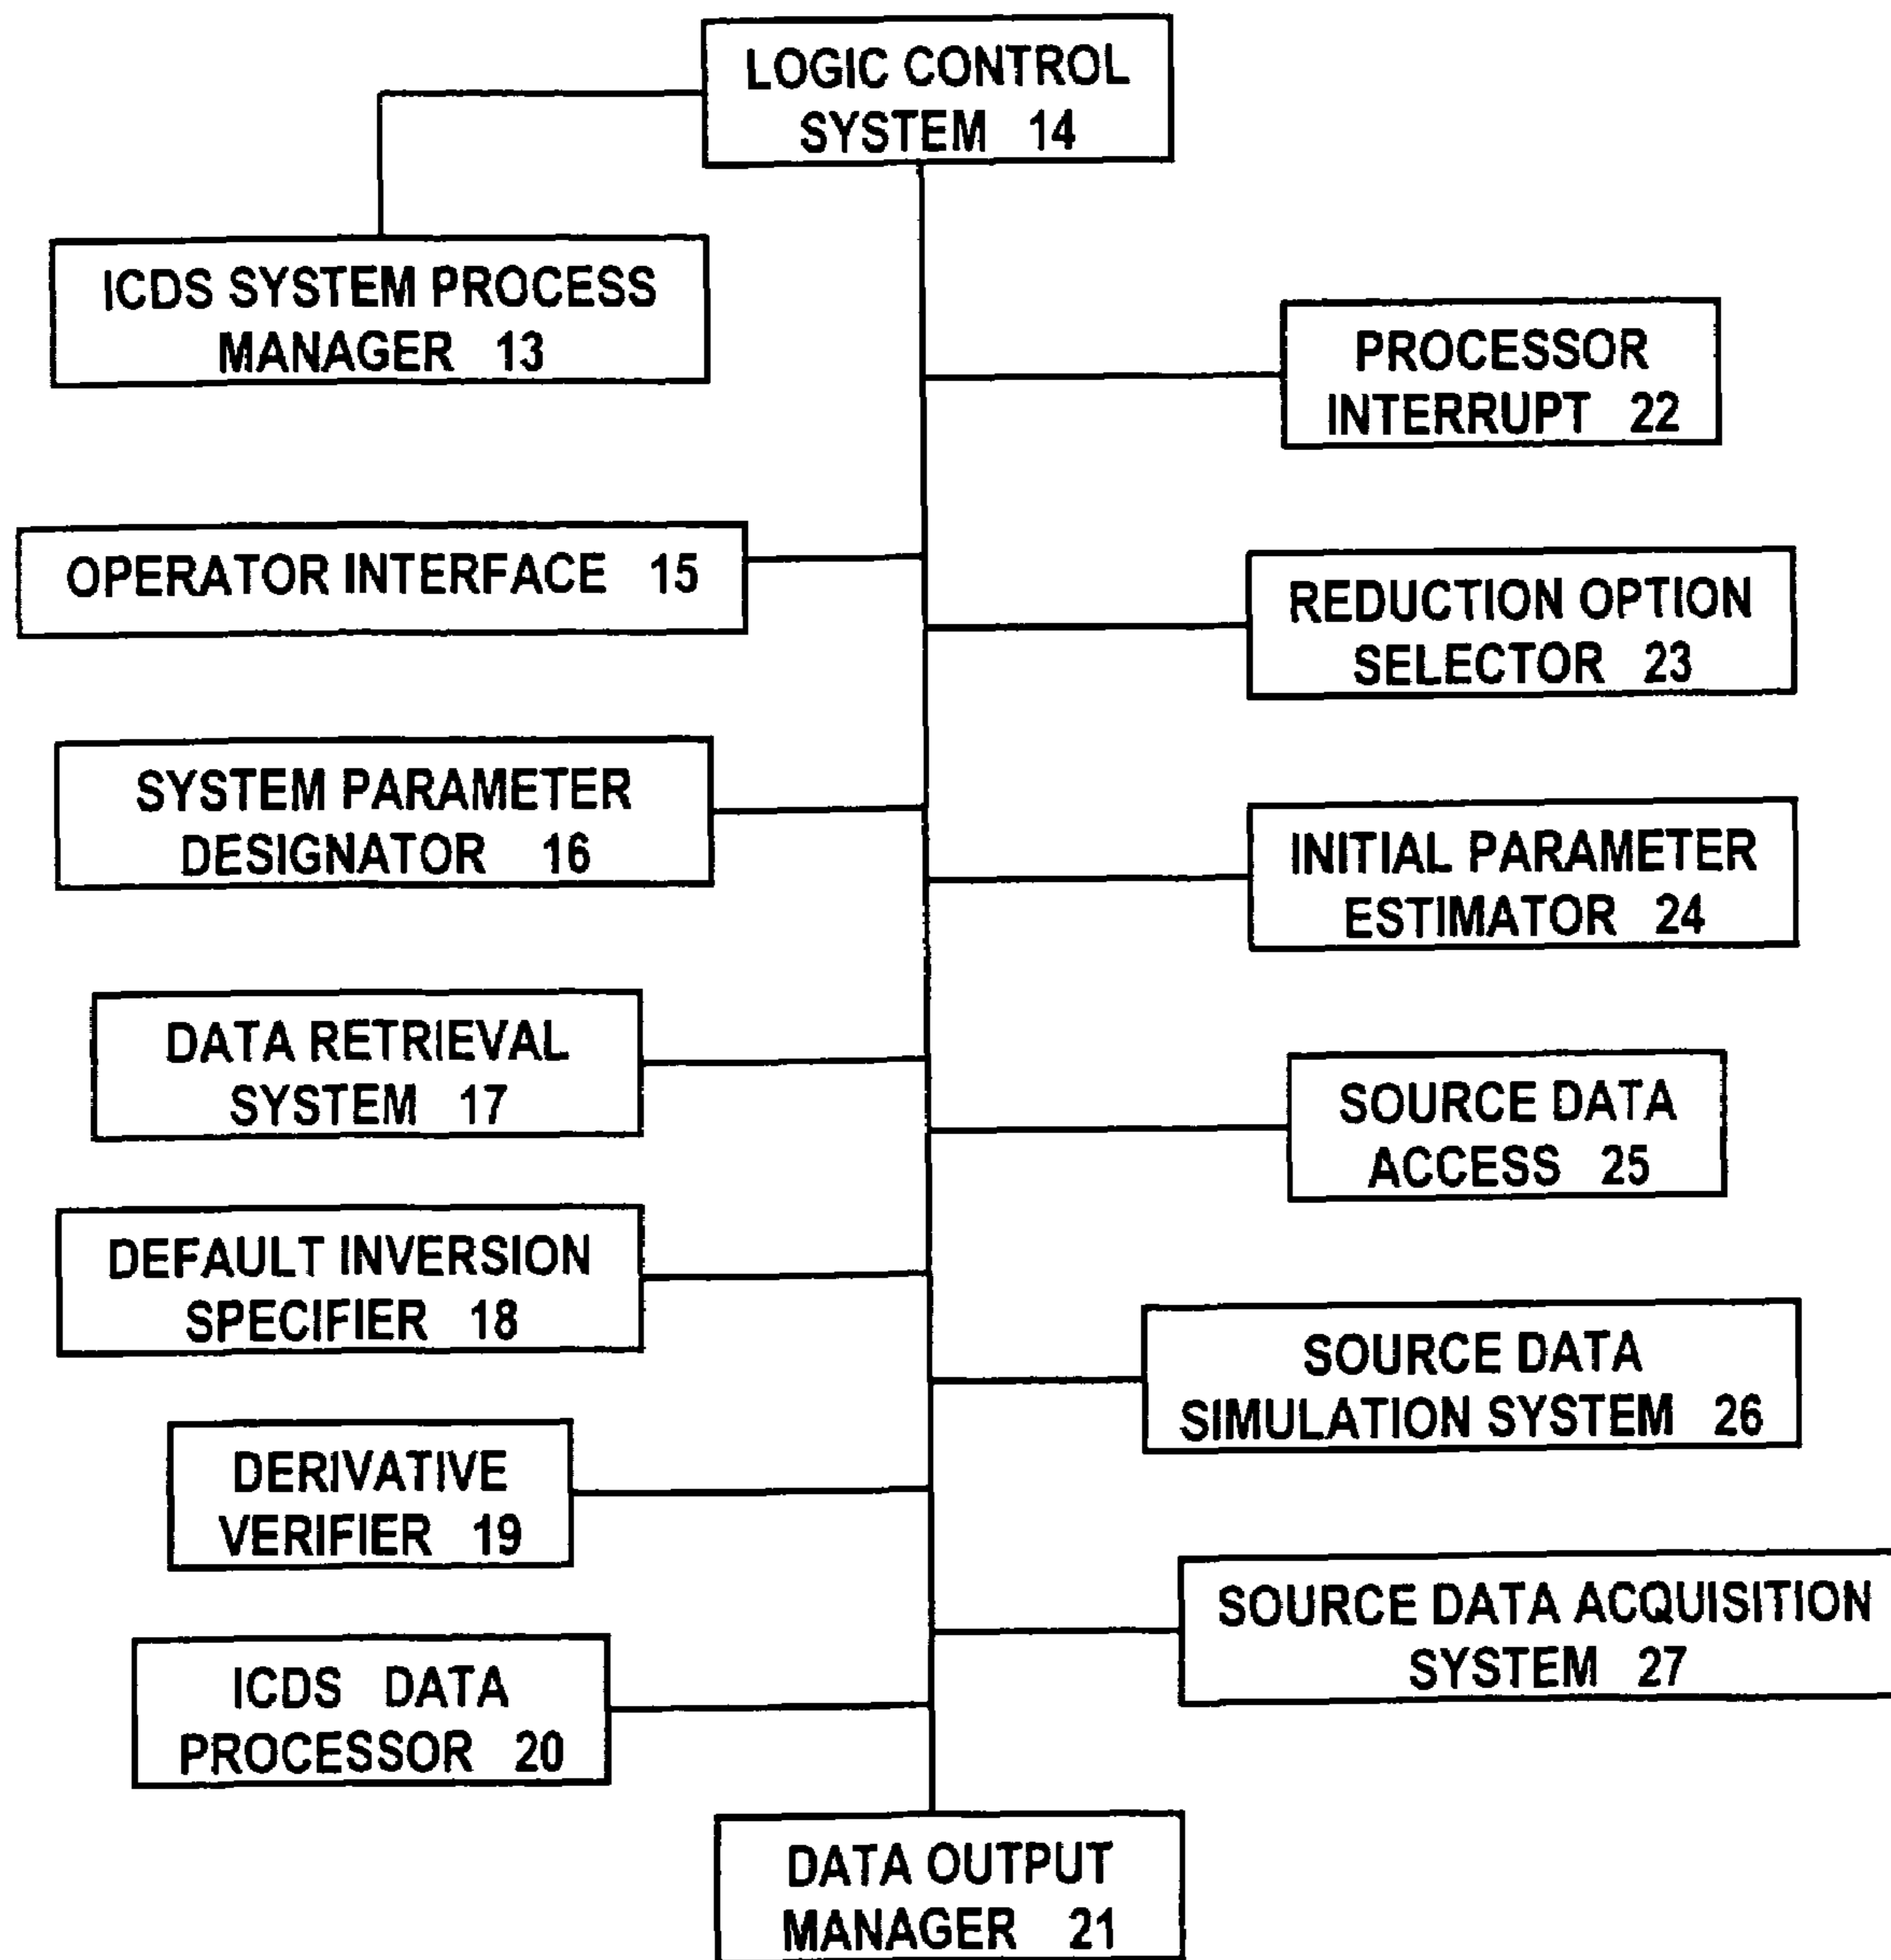 LOGIC CONTROL
SYSTEM 14
ICDS SYSTEM PROCESS
MANAGER 13
PROCESSOR
INTERRUPT 22
OPERATOR INTERFACE 15
REDUCTION OPTION
SELECTOR 23
SYSTEM PARAMETER
DESIGNATOR 16
INITIAL PARAMETER
ESTIMATOR 24
DATA RETRIEVAL
SYSTEM 17
SOURCE DATA
ACCESS 25
DEFAULT INVERSION
SPECIFIER 18
SOURCE DATA
SIMULATION SYSTEM 26
DERIVATIVE
VERIFIER 19
SOURCE DATA ACQUISITION
SYSTEM 27
ICDS DATA
PROCESSOR 20
DATA OUTPUT
MANAGER 21